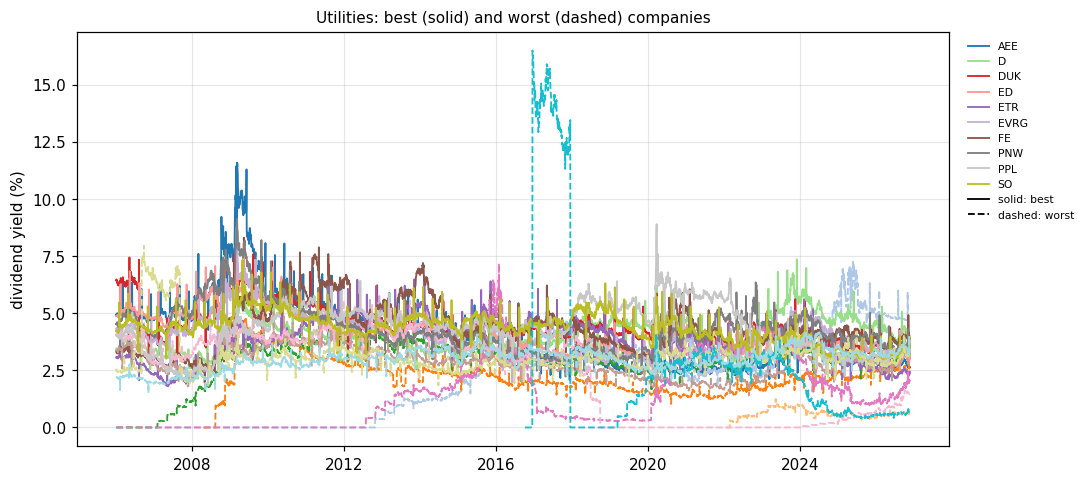 Utilities: best (solid) and worst (dashed) companies
dividend yield (%)
15.0
12.5
10.0
7.5
5.0
2.5
0.0
2008
2012
2016
2020
2024
AEE
D
DUK
ED
ETR
EVRG
FE
PNW
PPL
SO
solid: best
dashed: worst